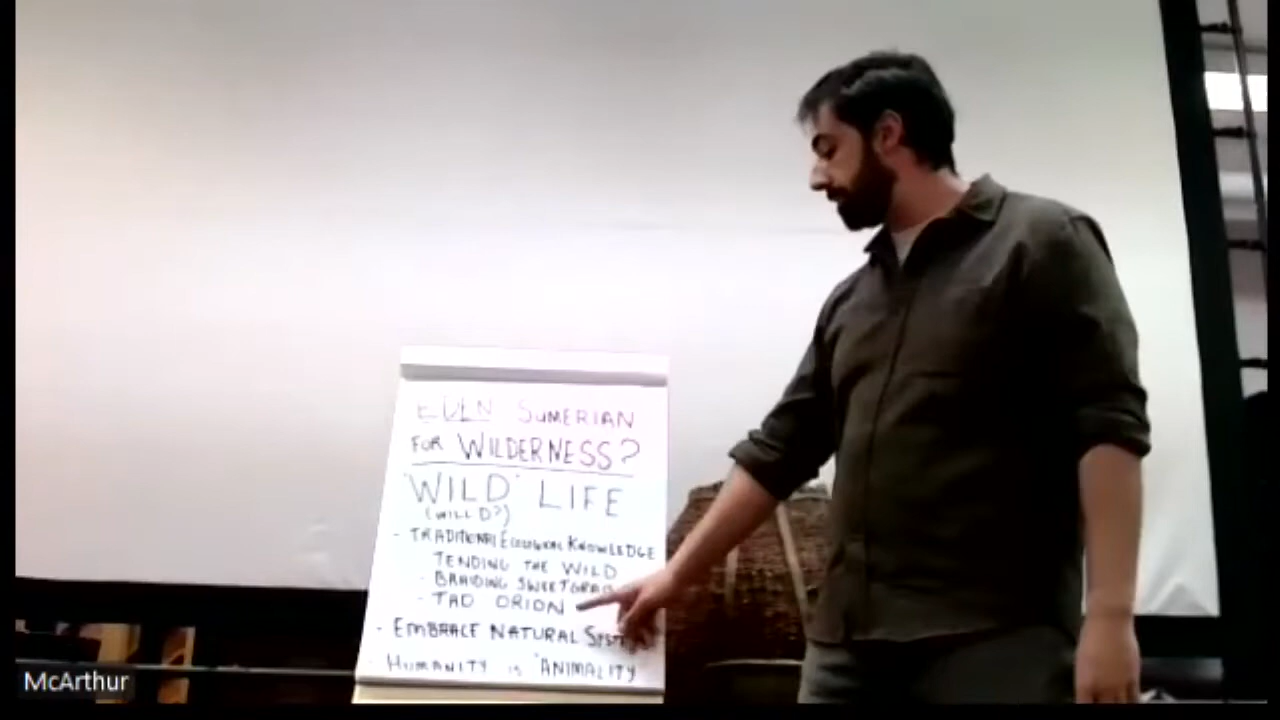 EDEN SUMERIAN
FOR WILDERNESS?
"WILD" LIFE
(WILLD?)
- TRADITIONAL ECOLOGICAL KNOWLEDGE
TENDING THE WILD
- BRAIDING
- TAO ORION
- EMBRACE NATURAL
- HUMANITY IS "ANIMALITY
McArthur